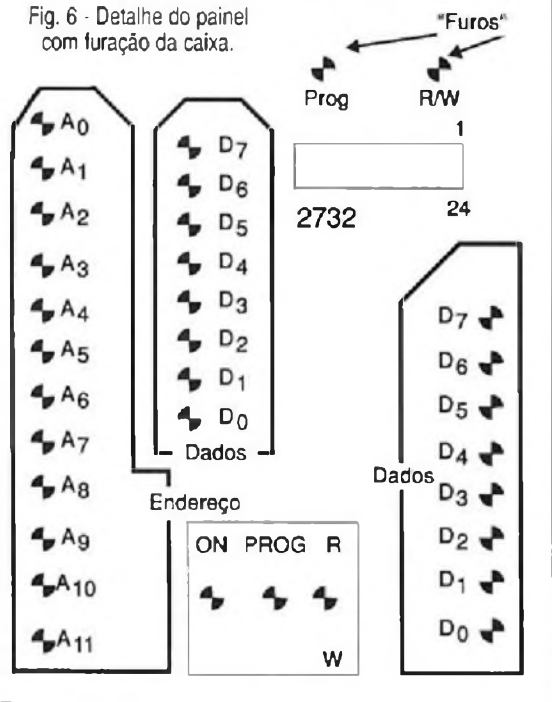 Fig. 6 - Detalhe do painel
com furação da caixa.
"Furos"
Prog
R/W
1
2732
24
A0
A1
A2
A3
A4
A5
A6
A7
A8
A9
A10
A11
Endereço
D7
D6
D5
D4
D3
D2
D1
D0
Dados
ON PROG R
W
D7
D6
D5
D4
D3
D2
D1
D0
Dados